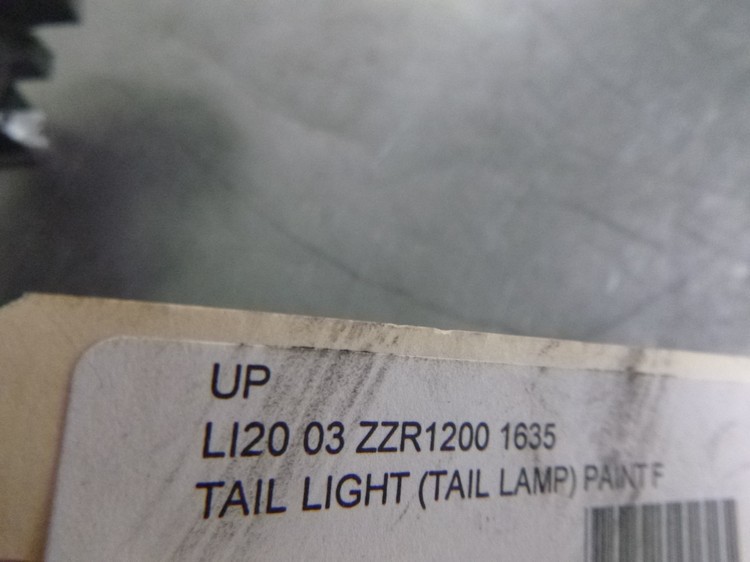 UP
LI20 03 ZZR1200 1635
TAIL LIGHT (TAIL LAMP) PAINT F